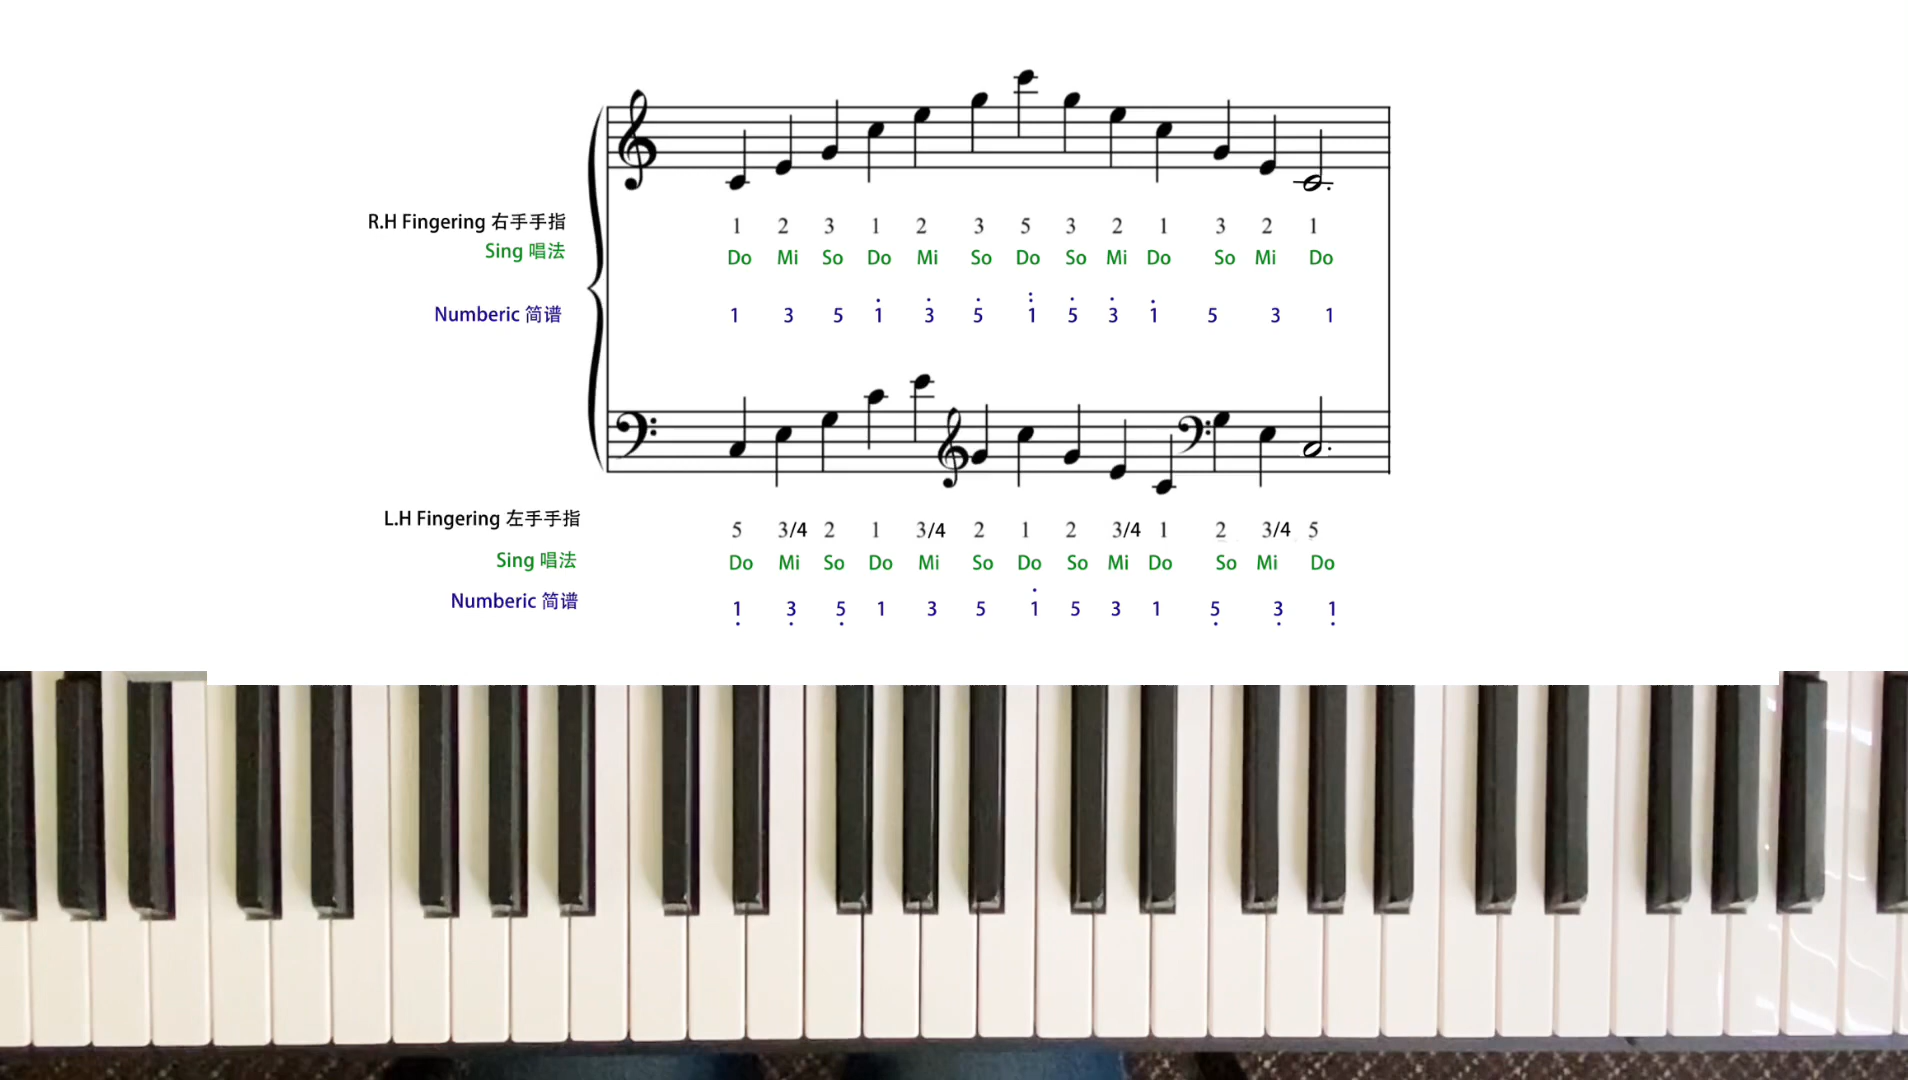 R.H Fingering 右手手指 1 2 3 1 2 3 5 3 2 1 3 2 1
Sing 唱法 Do Mi So Do Mi So Do So Mi Do So Mi Do
Numberic 简谱 1 3 5 1 3 5 1 5 3 1 5 3 1
L.H Fingering 左手手指 5 3/4 2 1 3/4 2 1 2 3/4 1 2 3/4 5
Sing 唱法 Do Mi So Do Mi So Do So Mi Do So Mi Do
Numberic 简谱 1 3 5 1 3 5 1 5 3 1 5 3 1